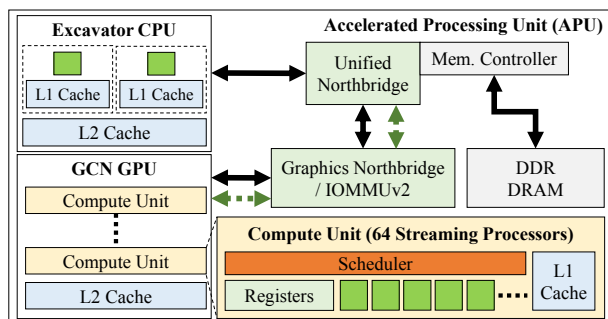 Excavator CPU
Accelerated Processing Unit (APU)
L1 Cache
L1 Cache
L2 Cache
Unified
Northbridge
Mem. Controller
GCN GPU
Compute Unit
Compute Unit
L2 Cache
Graphics Northbridge
/ IOMMUv2
DDR
DRAM
Compute Unit (64 Streaming Processors)
Scheduler
Registers
L1
Cache